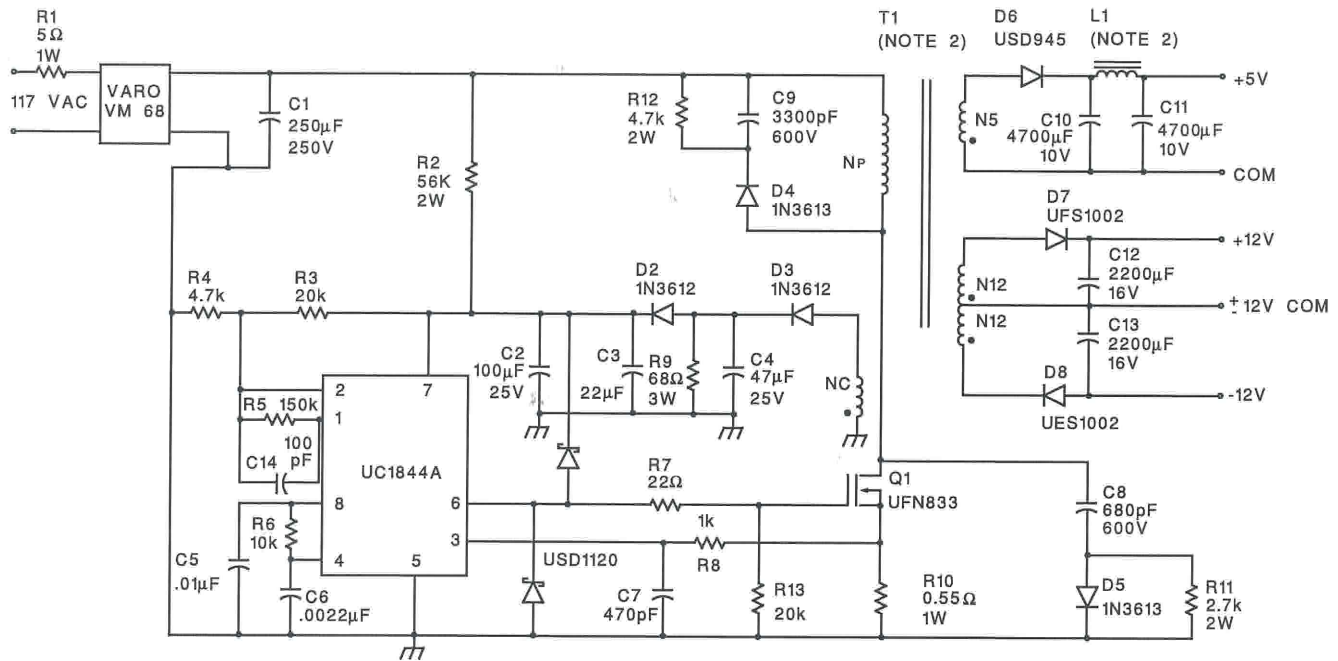 R1
5Ω
1W
117 VAC
VARO
VM 68
C1
250µF
250V
R2
56K
2W
R12
4.7k
2W
C9
3300pF
600V
D4
1N3613
NP
T1
(NOTE 2)
D6
USD945
L1
(NOTE 2)
+5V
N5
C10
4700µF
10V
C11
4700µF
10V
COM
D7
UFS1002
+12V
C12
2200µF
16V
N12
N12
± 12V COM
C13
2200µF
16V
D8
UES1002
-12V
R4
4.7k
R3
20k
D2
1N3612
D3
1N3612
C2
100µF
25V
C3
22µF
R9
68Ω
3W
C4
47µF
25V
NC
R5 150k
100
pF
C14
2
1
7
UC1844A
8
4
5
6
3
R6
10k
C5
.01µF
C6
.0022µF
USD1120
R7
22Ω
1k
R8
C7
470pF
R13
20k
Q1
UFN833
R10
0.55Ω
1W
C8
680pF
600V
D5
1N3613
R11
2.7k
2W